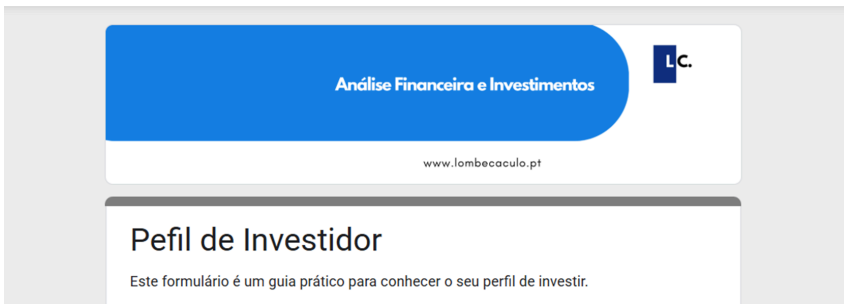 Análise Financeira e Investimentos
LC.
www.lombecaculo.pt
Pefil de Investidor
Este formulário é um guia prático para conhecer o seu perfil de investir.